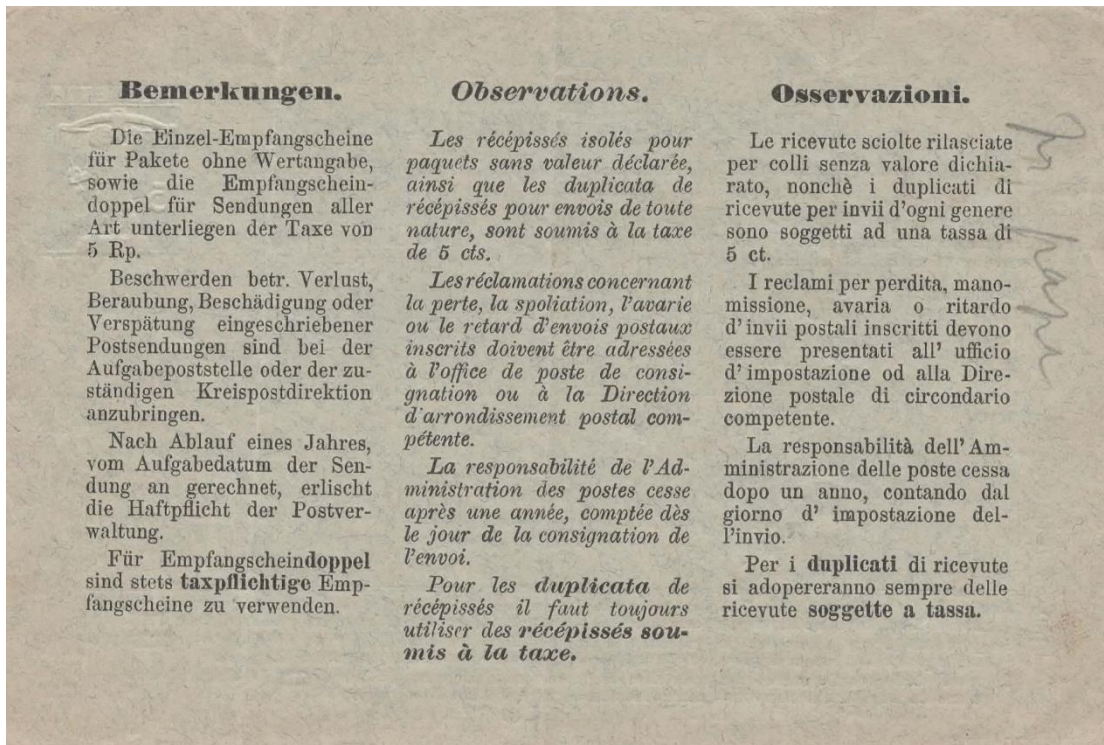 Bemerkungen.
Die Einzel-Empfangscheine
für Pakete ohne Wertangabe,
sowie die Empfangschein-
doppel für Sendungen aller
Art unterliegen der Taxe von
5 Rp.
Beschwerden betr. Verlust,
Beraubung, Beschädigung oder
Verspätung eingeschriebener
Postsendungen sind bei der
Aufgabepoststelle oder der zu-
ständigen Kreispostdirektion
anzubringen.
Nach Ablauf eines Jahres,
vom Aufgabedatum der Sen-
dung an gerechnet, erlischt
die Haftpflicht der Postver-
waltung.
Für Empfangscheindoppel
sind stets taxpflichtige Emp-
fangscheine zu verwenden.
Observations.
Les récépissés isolés pour
paquets sans valeur déclarée,
ainsi que les duplicata de
récépissés pour envois de toute
nature, sont soumis à la taxe
de 5 cts.
Les réclamations concernant
la perte, la spoliation, l'avarie
ou le retard d'envois postaux
inscrits doivent être adressées
à l'office de poste de consi-
gnation ou à la Direction
d'arrondissement postal com-
pétente.
La responsabilité de l'Ad-
ministration des postes cesse
après une année, comptée dès
le jour de la consignation de
l'envoi.
Pour les duplicata de
récépissés il faut toujours
utiliser des récépissés sou-
mis à la taxe.
Osservazioni.
Le ricevute sciolte rilasciate
per colli senza valore dichia-
rato, nonchè i duplicati di
ricevute per invii d'ogni genere
sono soggetti ad una tassa di
5 ct.
I reclami per perdita, mano-
missione, avaria o ritardo
d'invii postali inscritti devono
essere presentati all' ufficio
d'impostazione od alla Dire-
zione postale di circondario
competente.
La responsabilità dell' Am-
ministrazione delle poste cessa
dopo un anno, contando dal
giorno d' impostazione del-
l'invio.
Per i duplicati di ricevute
si adopereranno sempre delle
ricevute soggette a tassa.